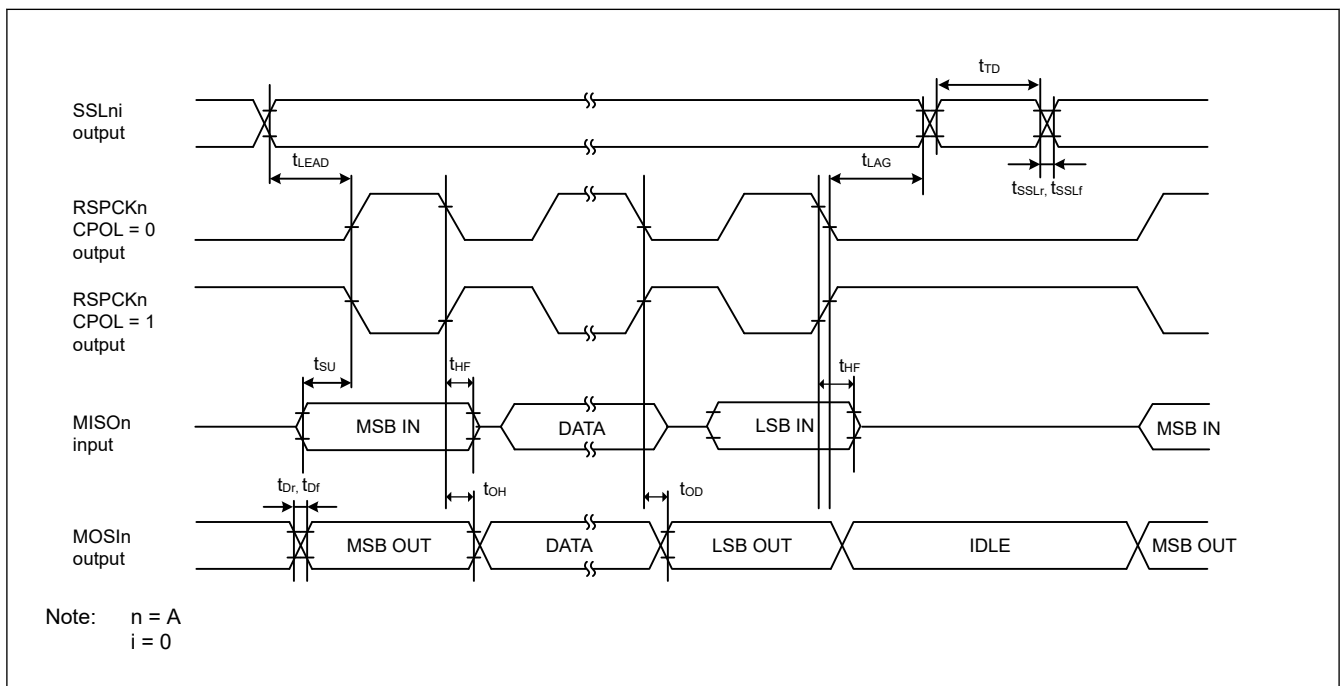 tTD
SSLni
output
tLEAD
tLAG
tSSLr, tSSLf
RSPCKn
CPOL = 0
output
RSPCKn
CPOL = 1
output
tSU
tHF
tHF
MISOn
input
MSB IN
DATA
LSB IN
MSB IN
tDr, tDf
tOH
tOD
MOSIn
output
MSB OUT
DATA
LSB OUT
IDLE
MSB OUT
Note: n = A
i = 0